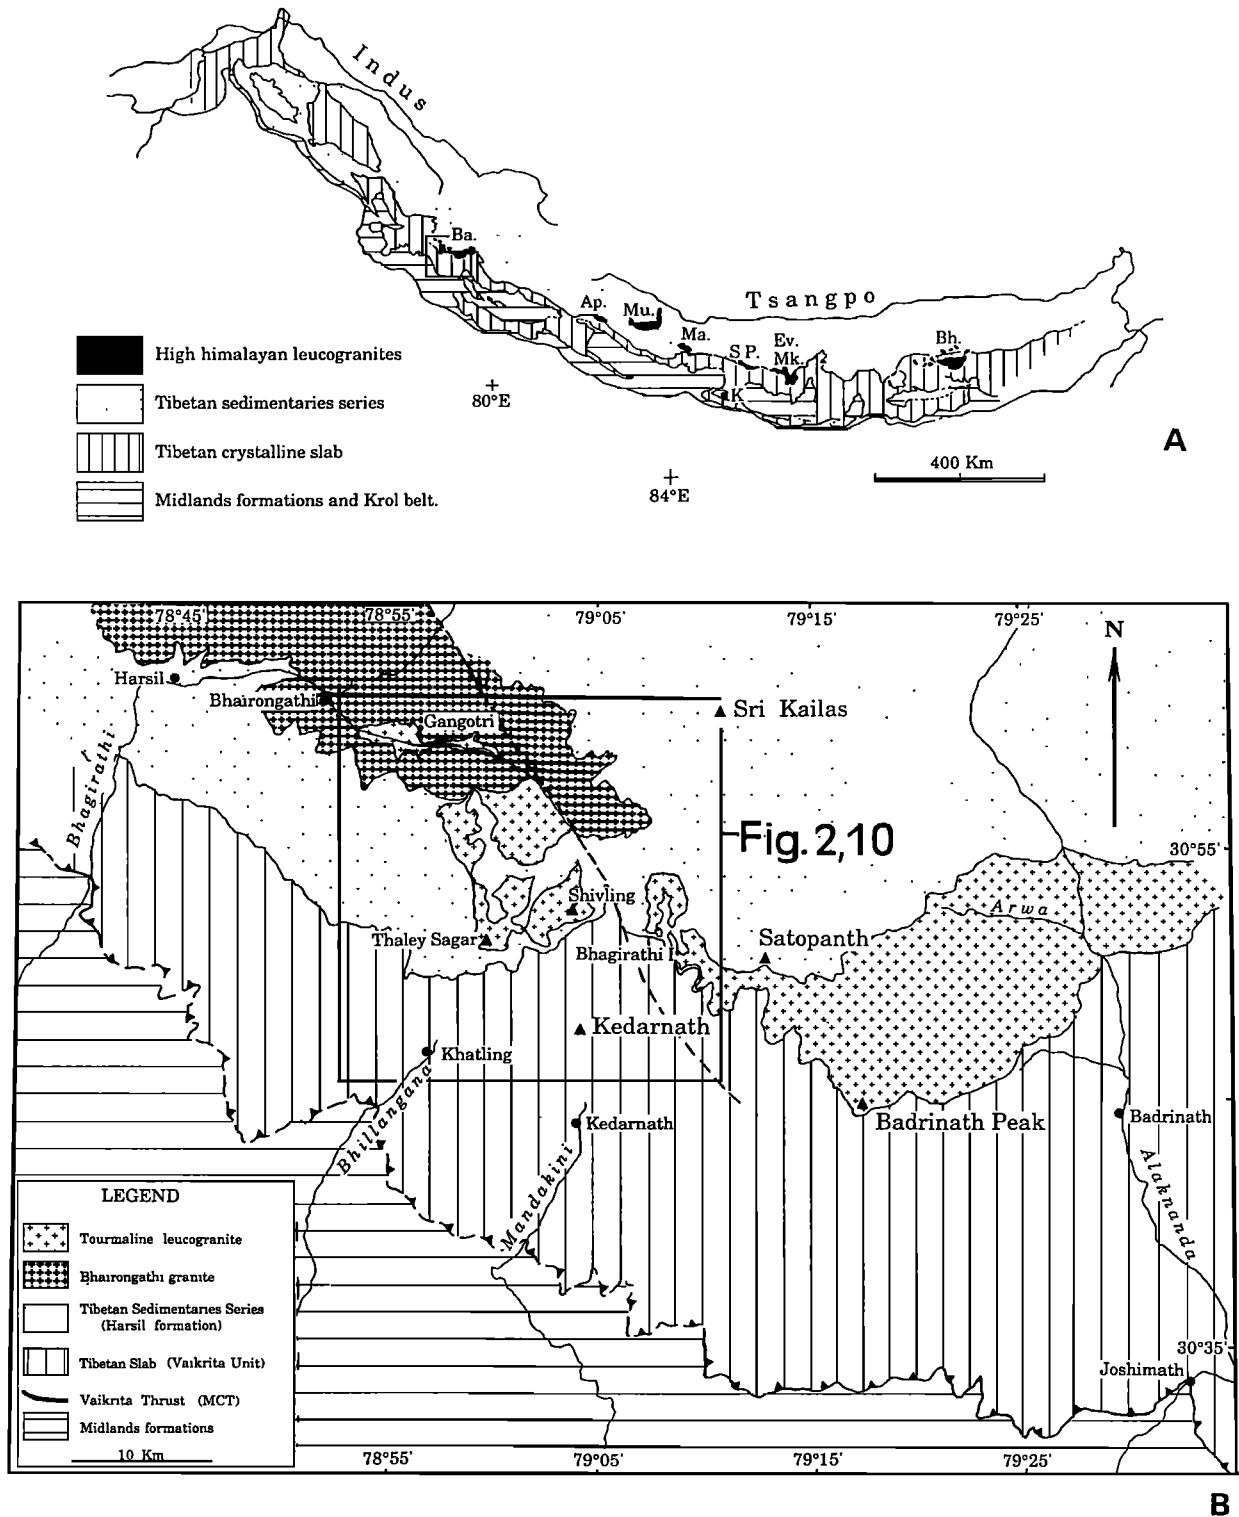 Indus
Ba.
Ap.
Mu.
Tsangpo
Ma.
S P.
Ev.
Mk.
Bh.
K
High himalayan leucogranites
Tibetan sedimentaries series
Tibetan crystalline slab
Midlands formations and Krol belt.
80°E
84°E
400 Km
A
78°45'
78°55'
79°05'
79°15'
79°25'
N
Harsil
Bhairongathi
Gangotri
Sri Kailas
Bhagirathi
Fig. 2,10
30°55'
Shivling
Arwa
Thaley Sagar
Bhagirathi I
Satopanth
Kedarnath
Khatling
Bhillangana
Kedarnath
Badrinath Peak
Badrinath
Mandakini
Alaknanda
LEGEND
Tourmaline leucogranite
Bhairongathi granite
Tibetan Sedimentaries Series
(Harsil formation)
Tibetan Slab (Vaikrita Unit)
Vaikrita Thrust (MCT)
Midlands formations
10 Km
30°35'
Joshimath
78°55'
79°05'
79°15'
79°25'
B